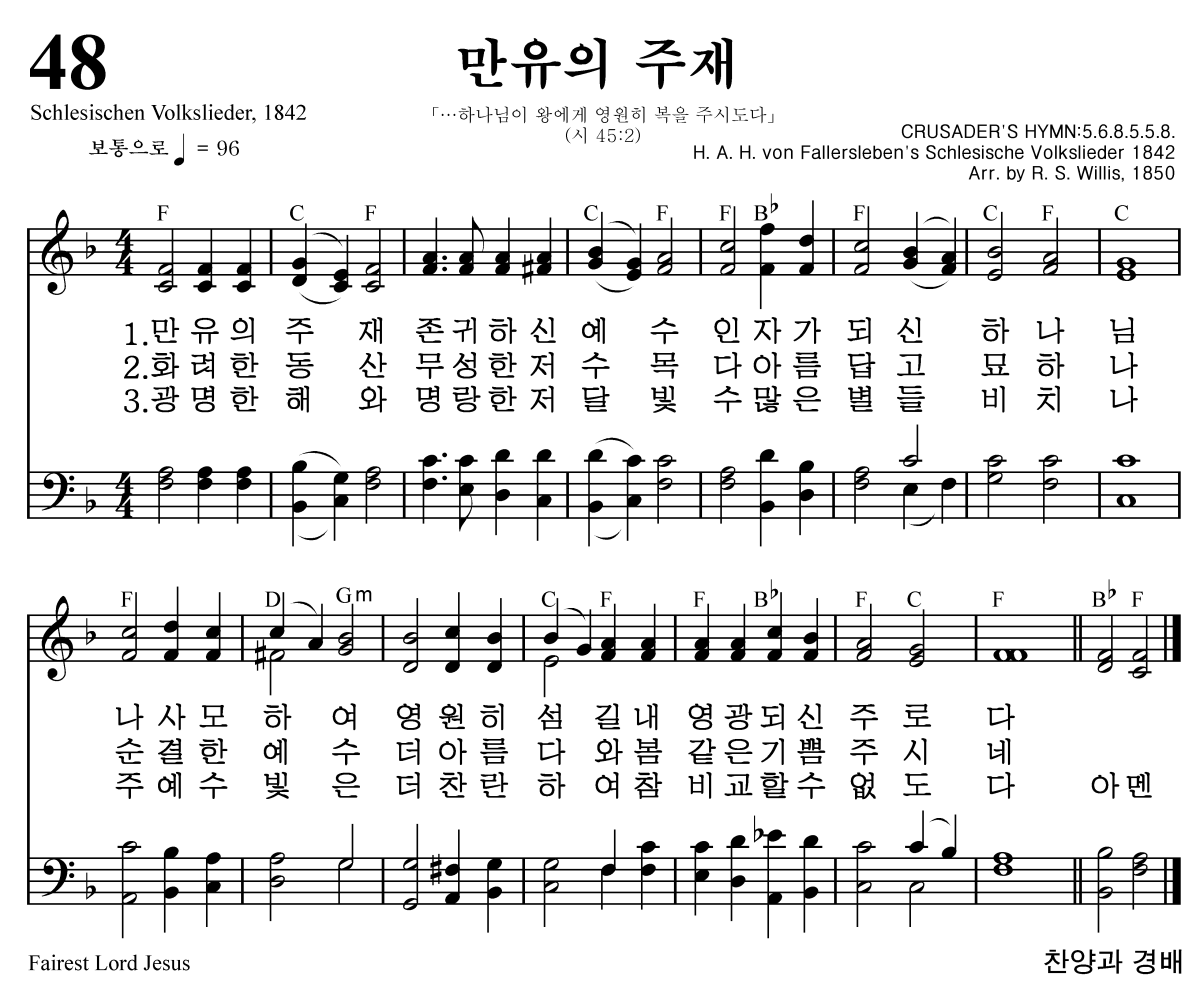 48
만유의 주재
Schlesischen Volkslieder, 1842
「…하나님이 왕에게 영원히 복을 주시도다」
(시 45:2)
보통으로 ♩ = 96
CRUSADER'S HYMN:5.6.8.5.5.8.
H. A. H. von Fallersleben's Schlesische Volkslieder 1842
Arr. by R. S. Willis, 1850
F C F C F F B♭ F C F C
4/4
1.만 유 의 주 재 존 귀 하 신 예 수 인 자 가 되 신 하 나 님
2.화 려 한 동 산 무 성 한 저 수 목 다 아 름 답 고 묘 하 나
3.광 명 한 해 와 명 랑 한 저 달 빛 수 많 은 별 들 비 치 나
4/4
F D Gm C F F B♭ F C F B♭ F
나 사 모 하 여 영 원 히 섬 길 내 영 광 되 신 주 로 다
순 결 한 예 수 더 아 름 다 와 봄 같 은 기 쁨 주 시 네
주 예 수 빛 은 더 찬 란 하 여 참 비 교 할 수 없 도 다 아 멘
Fairest Lord Jesus
찬양과 경배